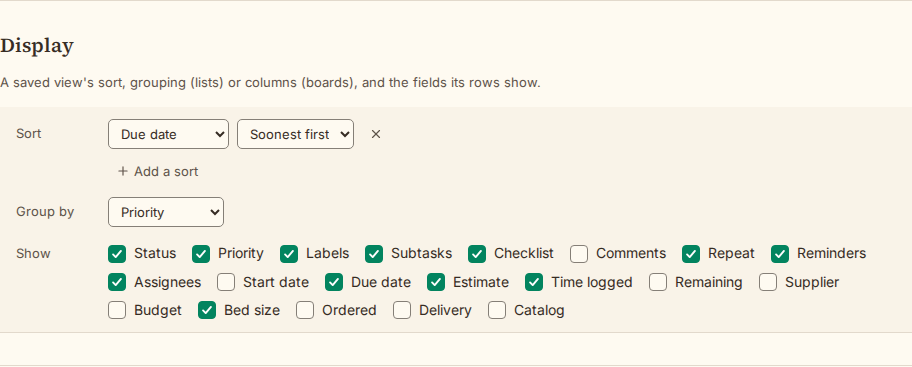 Display
A saved view's sort, grouping (lists) or columns (boards), and the fields its rows show.
Sort Due date Soonest first ×
+ Add a sort
Group by Priority
Show Status Priority Labels Subtasks Checklist Comments Repeat Reminders
Assignees Start date Due date Estimate Time logged Remaining Supplier
Budget Bed size Ordered Delivery Catalog